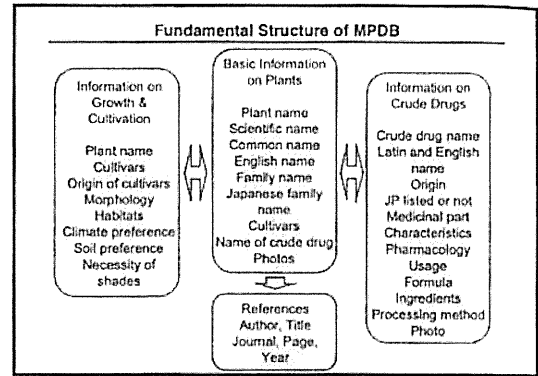 Fundamental Structure of MPDB
Information on
Growth &
Cultivation
Plant name
Cultivars
Origin of cultivars
Morphology
Habitats
Climate preference
Soil preference
Necessity of
shades
Basic Information
on Plants
Plant name
Scientific name
Common name
English name
Family name
Japanese family
name
Cultivars
Name of crude drug
Photos
Information on
Crude Drugs
Crude drug name
Latin and English
name
Origin
JP listed or not
Medicinal part
Characteristics
Pharmacology
Usage
Formula
Ingredients
Processing method
Photo
References
Author, Title
Journal, Page,
Year